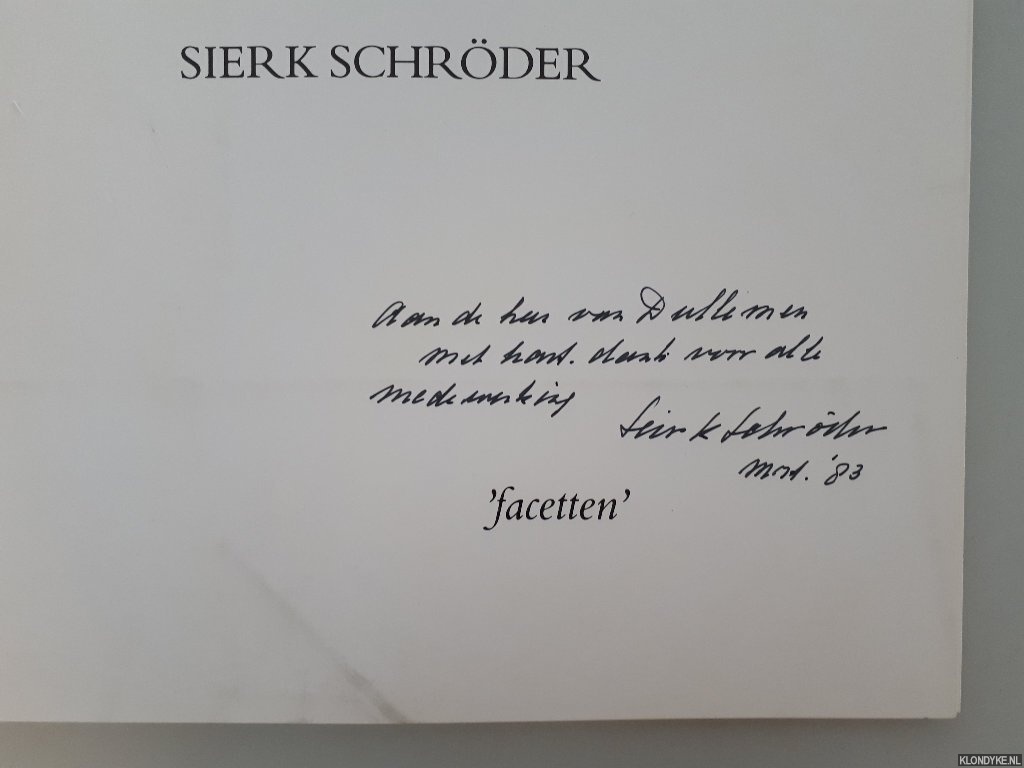 SIERK SCHRÖDER
Aan de heer van Dullemen
met hart. dank voor alle
medewerking
Sierk Schröder
'83
'facetten'
KLONDYKE.NL